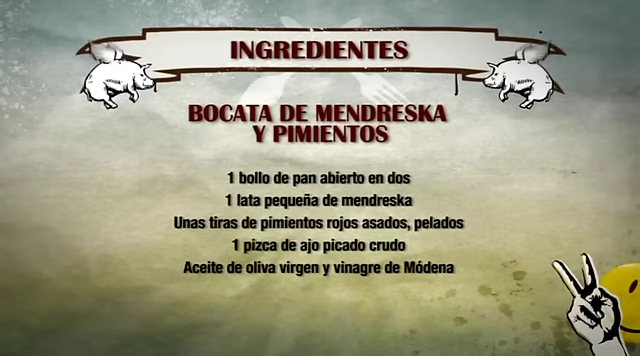 INGREDIENTES
BOCATA DE MENDRESKA
Y PIMIENTOS
1 bollo de pan abierto en dos
1 lata pequeña de mendreska
Unas tiras de pimientos rojos asados, pelados
1 pizca de ajo picado crudo
Aceite de oliva virgen y vinagre de Módena